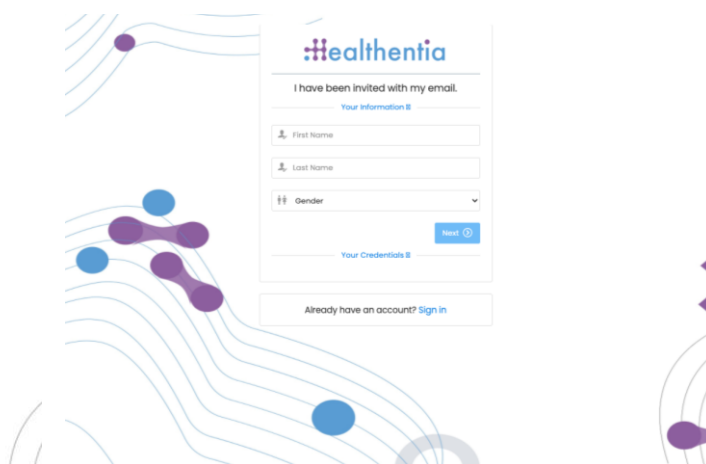 Healthentia
I have been invited with my email.
Your Information
First Name
Last Name
Gender
Next
Your Credentials
Already have an account? Sign in